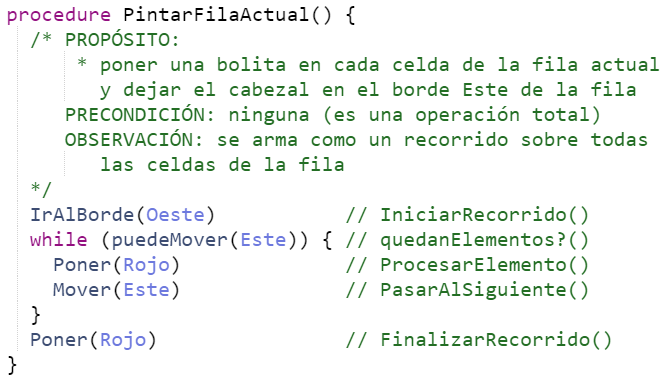 procedure PintarFilaActual() {
/* PROPÓSITO:
* poner una bolita en cada celda de la fila actual
y dejar el cabezal en el borde Este de la fila
PRECONDICIÓN: ninguna (es una operación total)
OBSERVACIÓN: se arma como un recorrido sobre todas
las celdas de la fila
*/
IrAlBorde(Oeste) // IniciarRecorrido()
while (puedeMover(Este)) { // quedanElementos?()
Poner(Rojo) // ProcesarElemento()
Mover(Este) // PasarAlSiguiente()
}
Poner(Rojo) // FinalizarRecorrido()
}